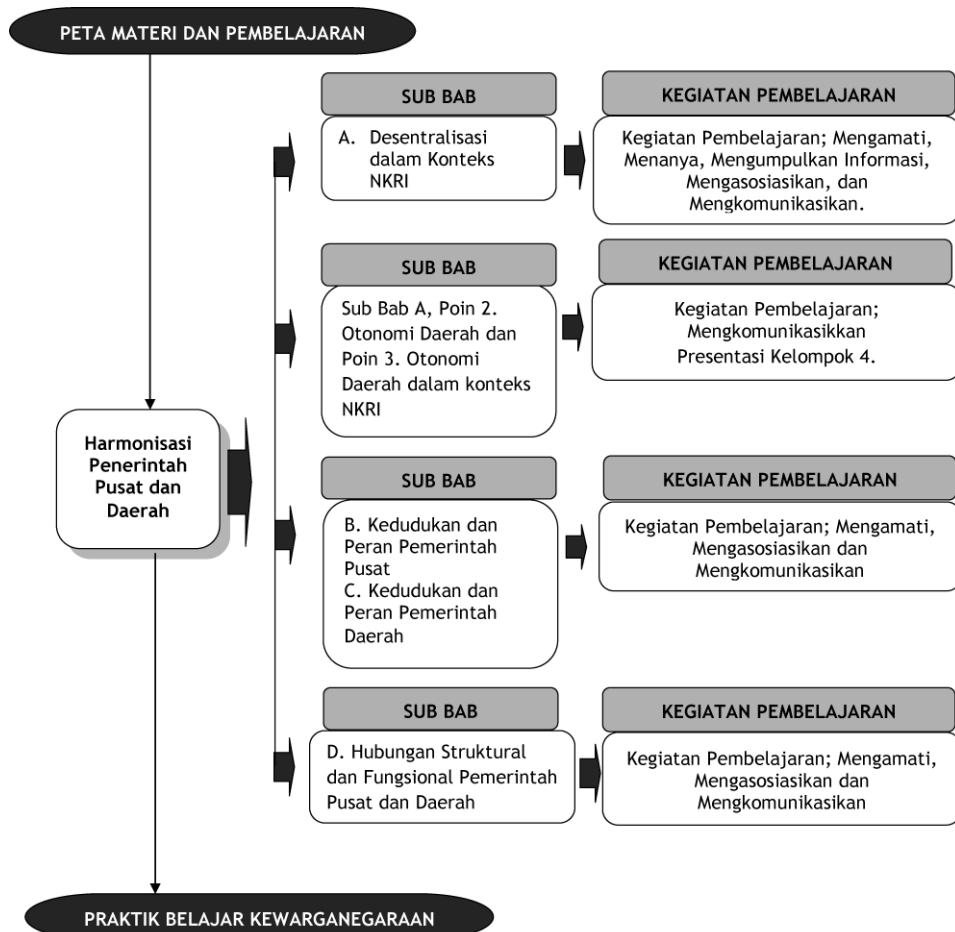 PETA MATERI DAN PEMBELAJARAN
SUB BAB
A. Desentralisasi
dalam Konteks
NKRI
KEGIATAN PEMBELAJARAN
Kegiatan Pembelajaran; Mengamati,
Menanya, Mengumpulkan Informasi,
Mengasosiasikan, dan
Mengkomunikasikan.
SUB BAB
Sub Bab A, Poin 2.
Otonomi Daerah dan
Poin 3. Otonomi
Daerah dalam konteks
NKRI
KEGIATAN PEMBELAJARAN
Kegiatan Pembelajaran;
Mengkomunikasikkan
Presentasi Kelompok 4.
Harmonisasi
Penerintah
Pusat dan
Daerah
SUB BAB
B. Kedudukan dan
Peran Pemerintah
Pusat
C. Kedudukan dan
Peran Pemerintah
Daerah
KEGIATAN PEMBELAJARAN
Kegiatan Pembelajaran; Mengamati,
Mengasosiasikan dan
Mengkomunikasikan
SUB BAB
D. Hubungan Struktural
dan Fungsional Pemerintah
Pusat dan Daerah
KEGIATAN PEMBELAJARAN
Kegiatan Pembelajaran; Mengamati,
Mengasosiasikan dan
Mengkomunikasikan
PRAKTIK BELAJAR KEWARGANEGARAAN